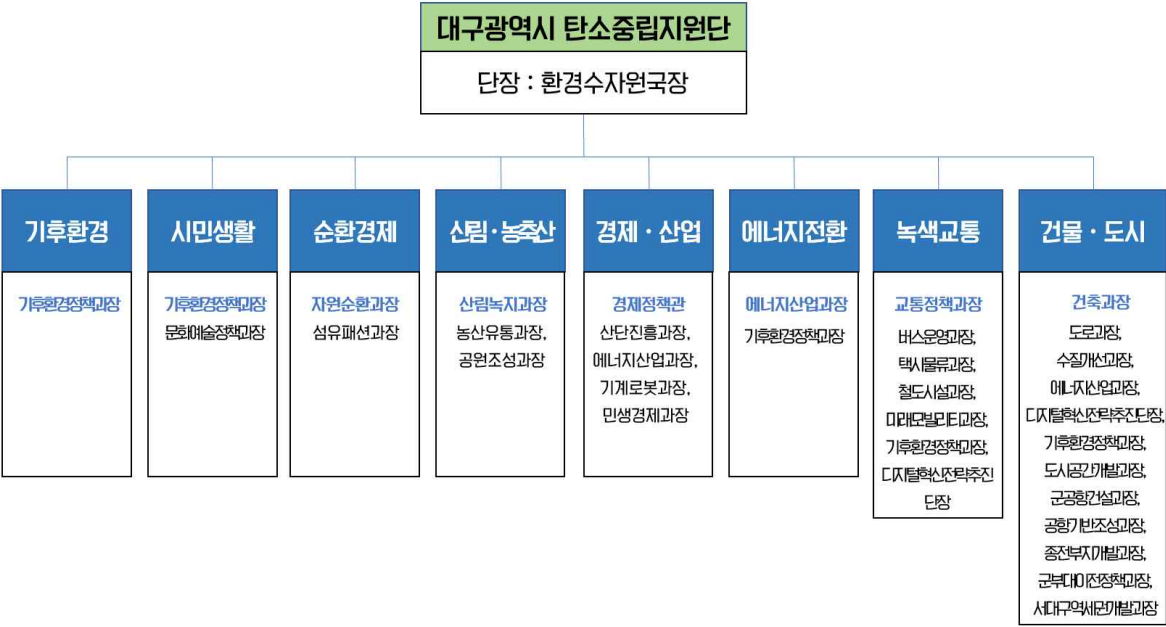 대구광역시 탄소중립지원단
단장 : 환경수자원국장
기후환경
기후환경정책과장
시민생활
기후환경정책과장
문화예술정책과장
순환경제
자원순환과장
섬유패션과장
산림·농축산
산림녹지과장
농산유통과장,
공원조성과장
경제·산업
경제정책관
산단진흥과장,
에너지산업과장,
기계로봇과장,
민생경제과장
에너지전환
에너지산업과장
기후환경정책과장
녹색교통
교통정책과장
버스운영과장,
택시물류과장,
철도시설과장,
미래모빌리티과장,
기후환경정책과장,
디지털혁신전략추진
단장
건물·도시
건축과장
도로과장,
수질개선과장,
에너지산업과장,
디지털혁신전략추진단장,
기후환경정책과장,
도시공간개발과장,
군공항건설과장,
공항기반조성과장,
종전부지개발과장,
군부대이전정책과장,
서대구역세권개발과장